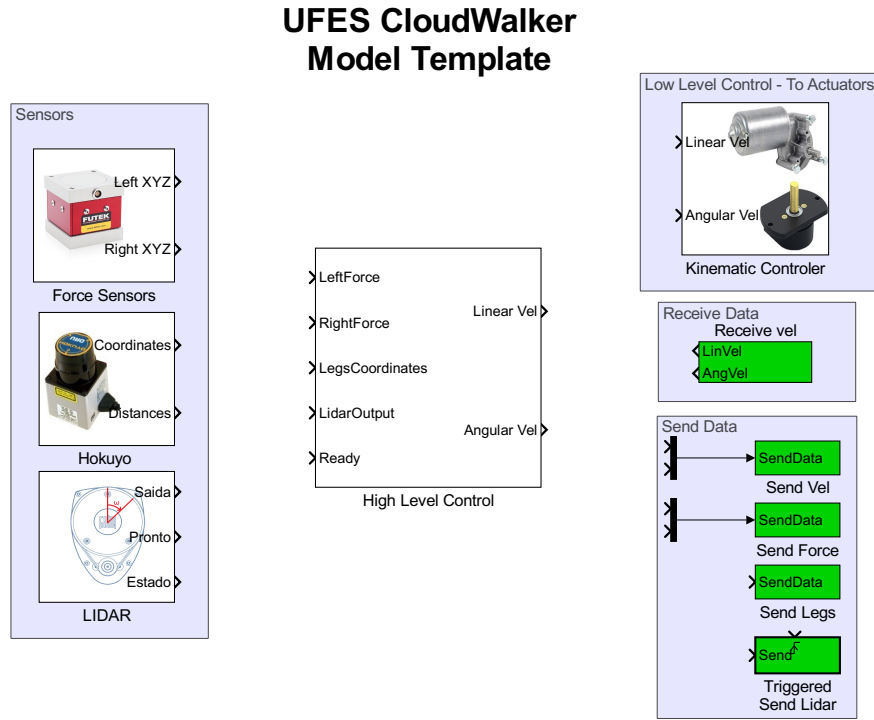 UFES CloudWalker
Model Template
Sensors
Left XYZ
FUTEK
Right XYZ
Force Sensors
Coordinates
Distances
Hokuyo
Saida
ω
Pronto
Estado
LIDAR
LeftForce
RightForce
LegsCoordinates
LidarOutput
Ready
Linear Vel
Angular Vel
High Level Control
Low Level Control - To Actuators
Linear Vel
Angular Vel
Kinematic Controler
Receive Data
Receive vel
LinVel
AngVel
Send Data
SendData
Send Vel
SendData
Send Force
SendData
Send Legs
Send
Triggered
Send Lidar